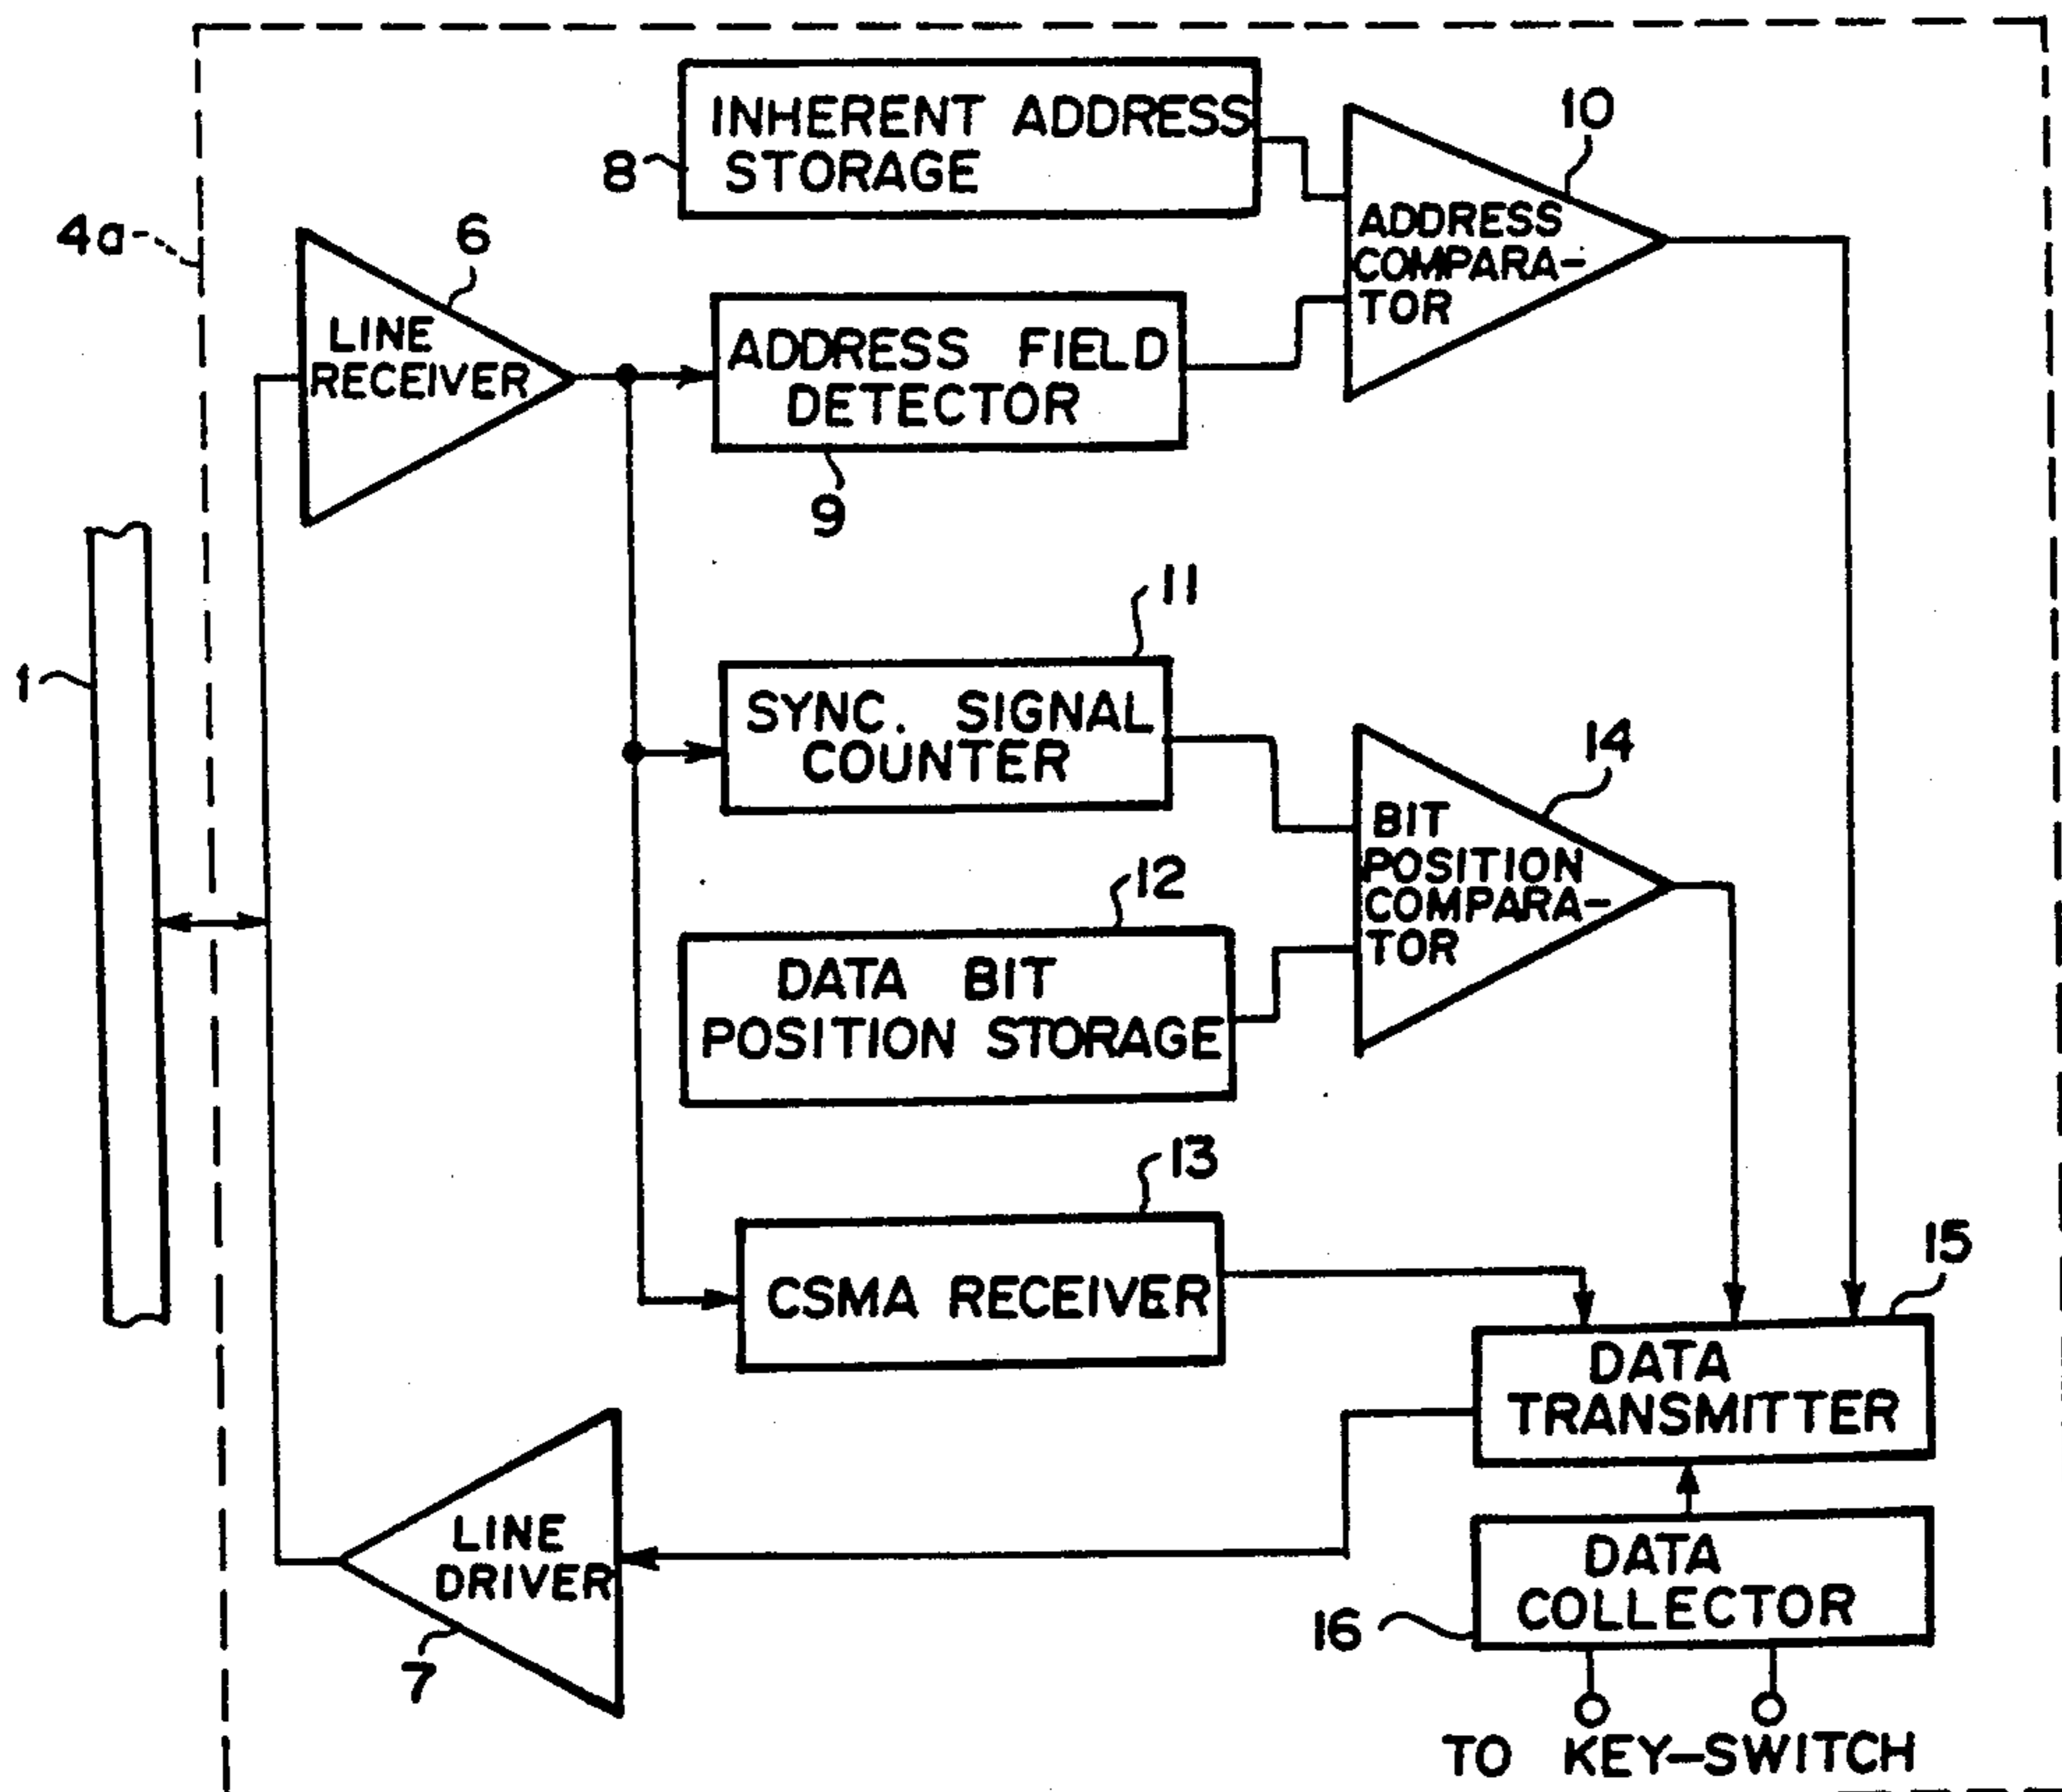 INHERENT ADDRESS
STORAGE
8
10
ADDRESS
COMPARA-
TOR
4a
6
LINE
RECEIVER
ADDRESS FIELD
DETECTOR
9
1
11
SYNC. SIGNAL
COUNTER
14
BIT
POSITION
COMPARA-
TOR
12
DATA BIT
POSITION STORAGE
13
CSMA RECEIVER
15
DATA
TRANSMITTER
LINE
DRIVER
7
DATA
COLLECTOR
16
TO KEY-SWITCH